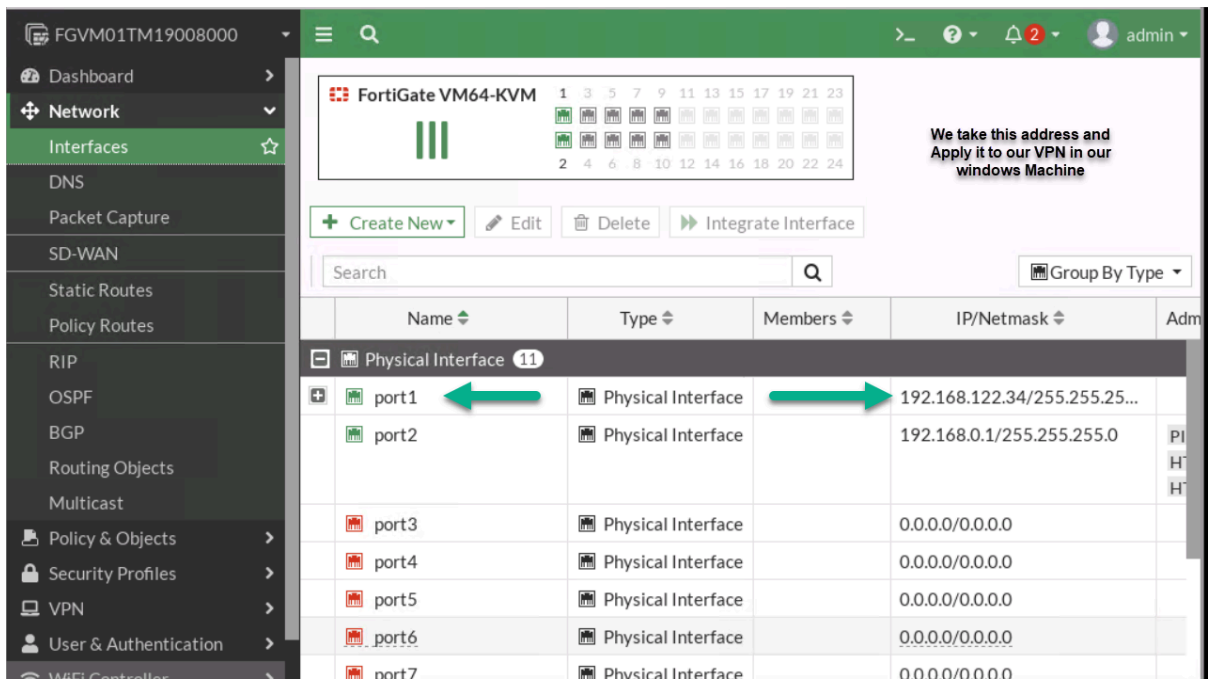 FGVM01TM19008000
>_
2
admin
Dashboard
Network
Interfaces
DNS
Packet Capture
SD-WAN
Static Routes
Policy Routes
RIP
OSPF
BGP
Routing Objects
Multicast
Policy & Objects
Security Profiles
VPN
User & Authentication
WiFi Controller
FortiGate VM64-KVM
1 3 5 7 9 11 13 15 17 19 21 23
2 4 6 8 10 12 14 16 18 20 22 24
We take this address and
Apply it to our VPN in our
windows Machine
Create New
Edit
Delete
Integrate Interface
Search
Group By Type
Name Type Members IP/Netmask Adm
Physical Interface 11
port1 Physical Interface 192.168.122.34/255.255.25...
port2 Physical Interface 192.168.0.1/255.255.255.0 PI
HT
HT
port3 Physical Interface 0.0.0.0/0.0.0.0
port4 Physical Interface 0.0.0.0/0.0.0.0
port5 Physical Interface 0.0.0.0/0.0.0.0
port6 Physical Interface 0.0.0.0/0.0.0.0
port7 Physical Interface 0.0.0.0/0.0.0.0